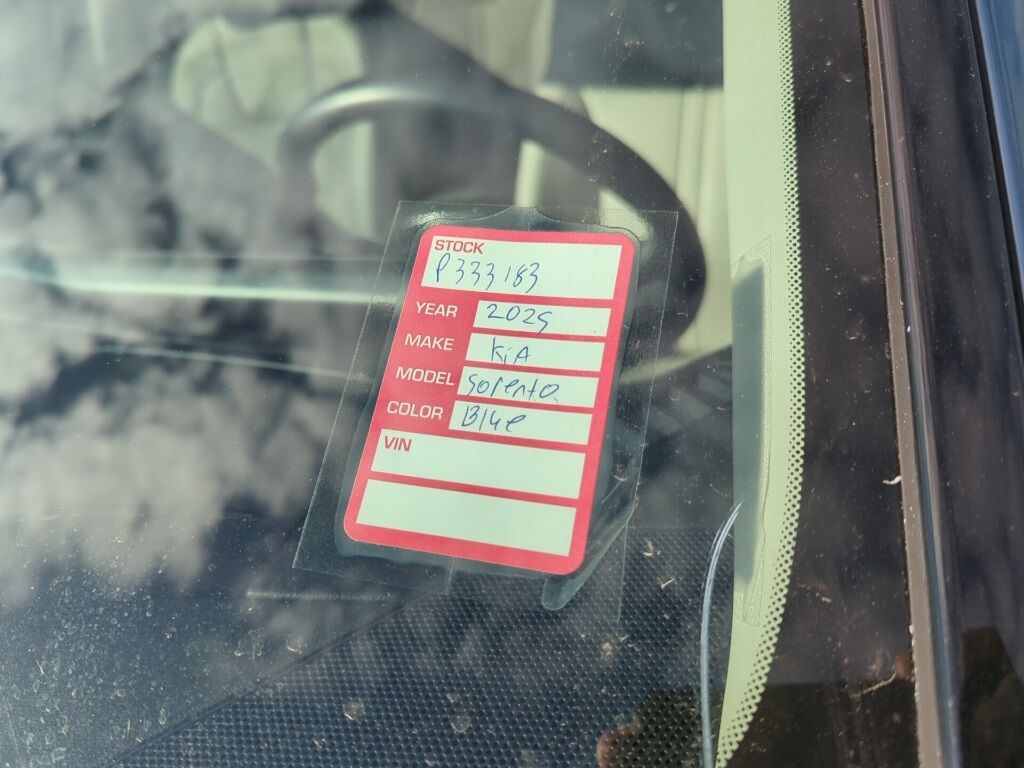 STOCK
P333183
YEAR 2025
MAKE KiA
MODEL Sorento
COLOR Blue
VIN